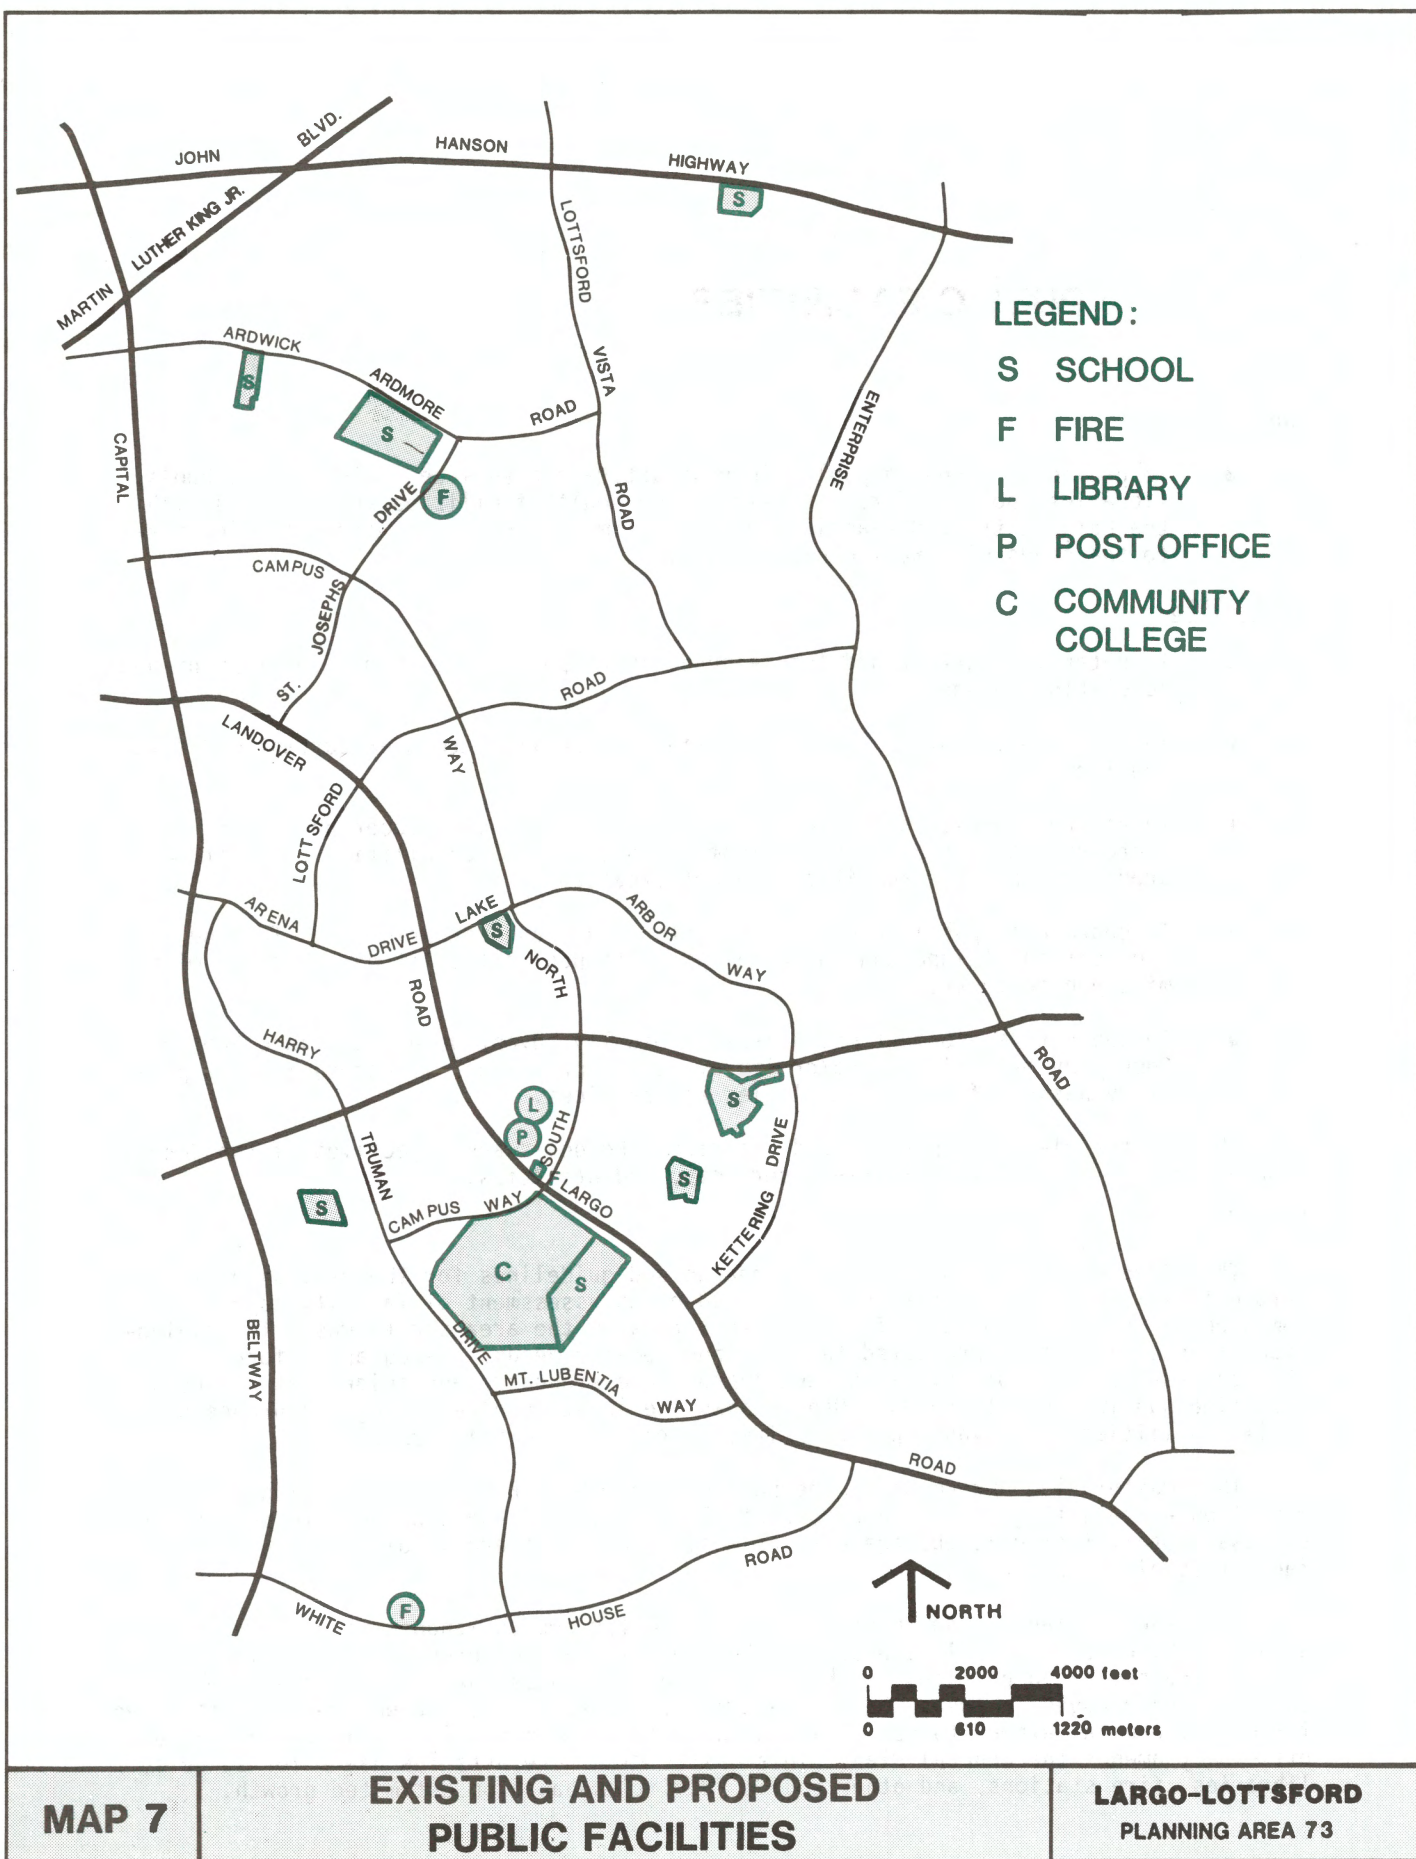 JOHN
HANSON
HIGHWAY
BLVD.
LUTHER KING JR.
MARTIN
S
LOTTSFORD
VISTA
ROAD
ARDWICK
ARDMORE
ROAD
S
S
F
ENTERPRISE
LEGEND:
S SCHOOL
F FIRE
L LIBRARY
P POST OFFICE
C COMMUNITY
COLLEGE
CAPITAL
DRIVE
CAMPUS
JOSEPHS
ST.
ROAD
LANDOVER
WAY
LOTTSFORD
LAKE
ARBOR
WAY
ARENA
DRIVE
S
NORTH
ROAD
HARRY
ROAD
L
P
SOUTH
F
S
S
DRIVE
KETTERING
TRUMAN
S
CAMPUS
WAY
LARGO
C
S
DRIVE
BELTWAY
MT. LUBENTIA
WAY
ROAD
ROAD
F
WHITE
HOUSE
NORTH
0 2000 4000 feet
0 610 1220 meters
MAP 7
EXISTING AND PROPOSED
PUBLIC FACILITIES
LARGO-LOTTSFORD
PLANNING AREA 73